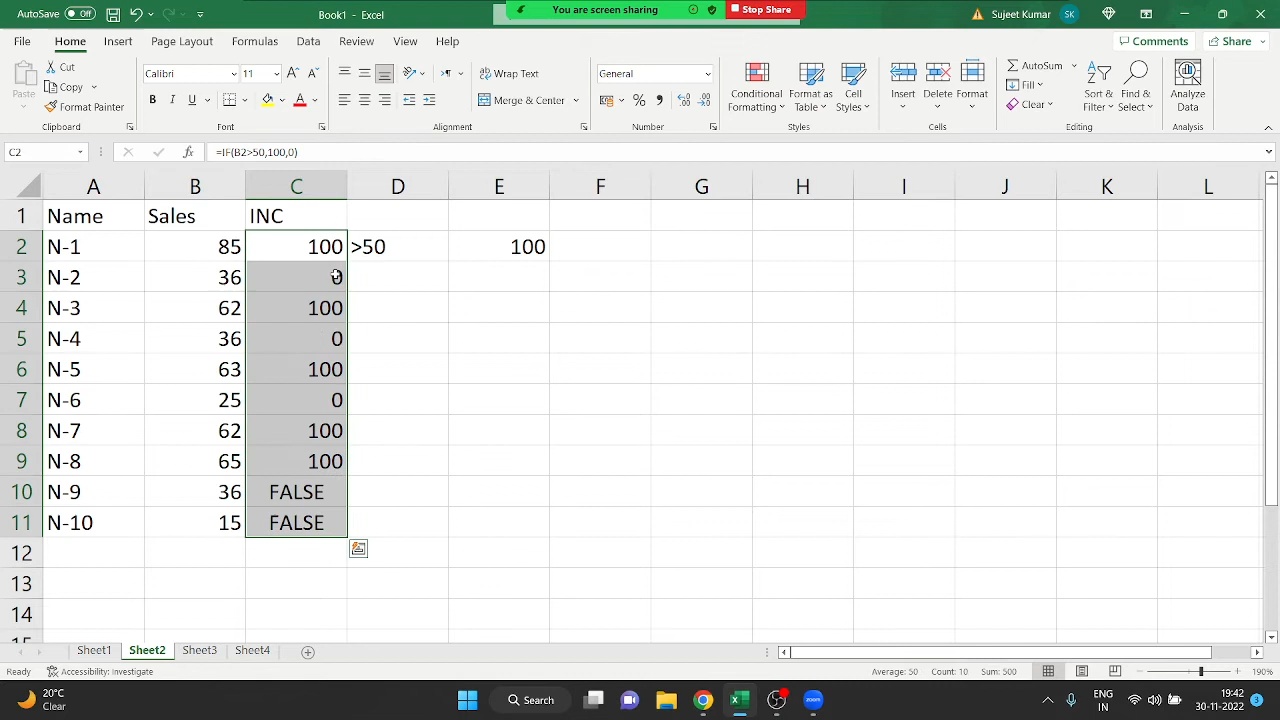 AutoSave Off
Book1 - Excel
You are screen sharing
Stop Share
Sujeet Kumar SK
File Home Insert Page Layout Formulas Data Review View Help
Comments Share
Paste
Cut
Copy
Format Painter
Clipboard
Calibri 11
B I U
Font
Wrap Text
Merge & Center
Alignment
General
Number
Conditional Formatting
Format as Table
Cell Styles
Styles
Insert Delete Format
Cells
AutoSum
Fill
Clear
Sort & Filter
Find & Select
Editing
Analyze Data
Analysis
C2 fx =IF(B2>50,100,0)
A B C D E F G H I J K L
1 Name Sales INC
2 N-1 85 100 >50 100
3 N-2 36 0
4 N-3 62 100
5 N-4 36 0
6 N-5 63 100
7 N-6 25 0
8 N-7 62 100
9 N-8 65 100
10 N-9 36 FALSE
11 N-10 15 FALSE
12
13
14
15
Sheet1 Sheet2 Sheet3 Sheet4
Ready Accessibility: Investigate Average: 50 Count: 10 Sum: 500 190%
20°C
Clear
Search
ENG
IN
19:42
30-11-2022
3